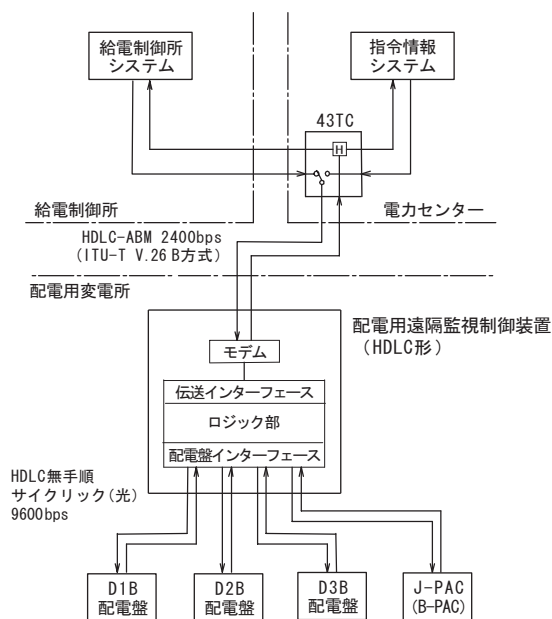 給電制御所
システム
指令情報
システム
43TC
H
給電制御所
電力センター
HDLC-ABM 2400bps
(ITU-T V.26 B方式)
配電用変電所
配電用遠隔監視制御装置
(HDLC形)
モデム
伝送インターフェース
ロジック部
配電盤インターフェース
HDLC無手順
サイクリック(光)
9600bps
D1B
配電盤
D2B
配電盤
D3B
配電盤
J-PAC
(B-PAC)